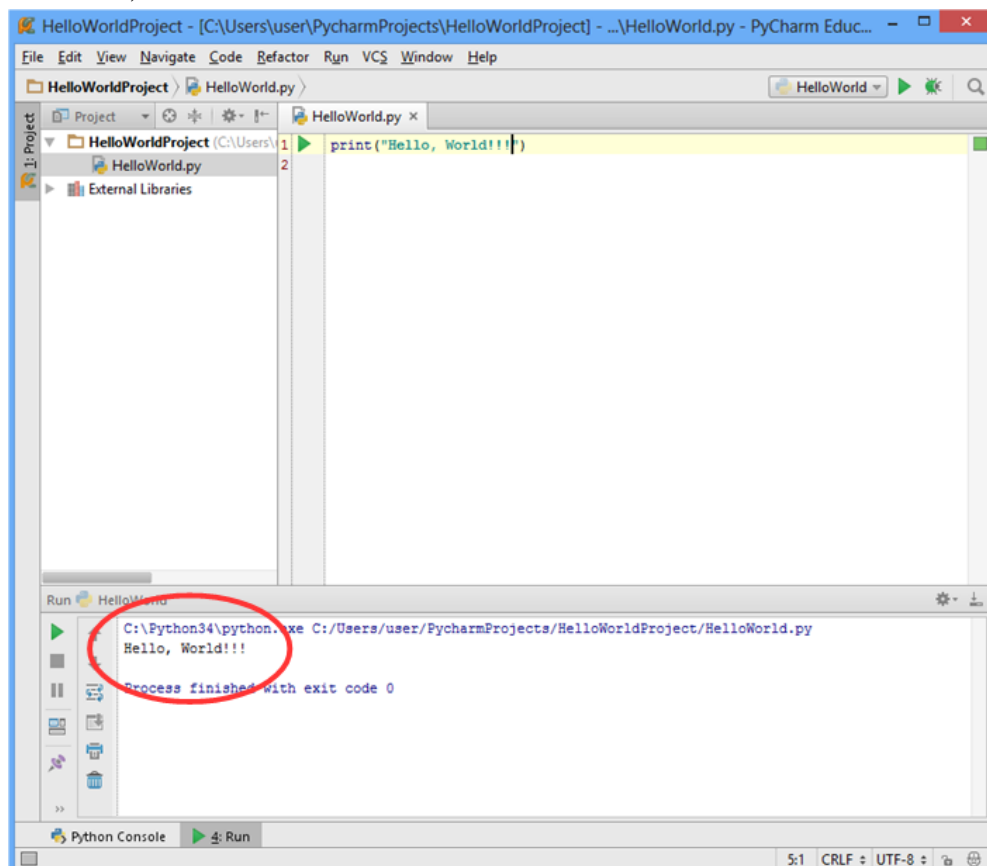 HelloWorldProject - [C:\Users\user\PycharmProjects\HelloWorldProject] - ...\HelloWorld.py - PyCharm Educ...
File Edit View Navigate Code Refactor Run VCS Window Help
HelloWorldProject HelloWorld.py HelloWorld
1: Project
Project HelloWorld.py ×
HelloWorldProject (C:\Users\ 1 print("Hello, World!!!")
HelloWorld.py 2
External Libraries
Run HelloWorld
C:\Python34\python.exe C:/Users/user/PycharmProjects/HelloWorldProject/HelloWorld.py
Hello, World!!!
Process finished with exit code 0
>>
Python Console 4: Run
5:1 CRLF UTF-8